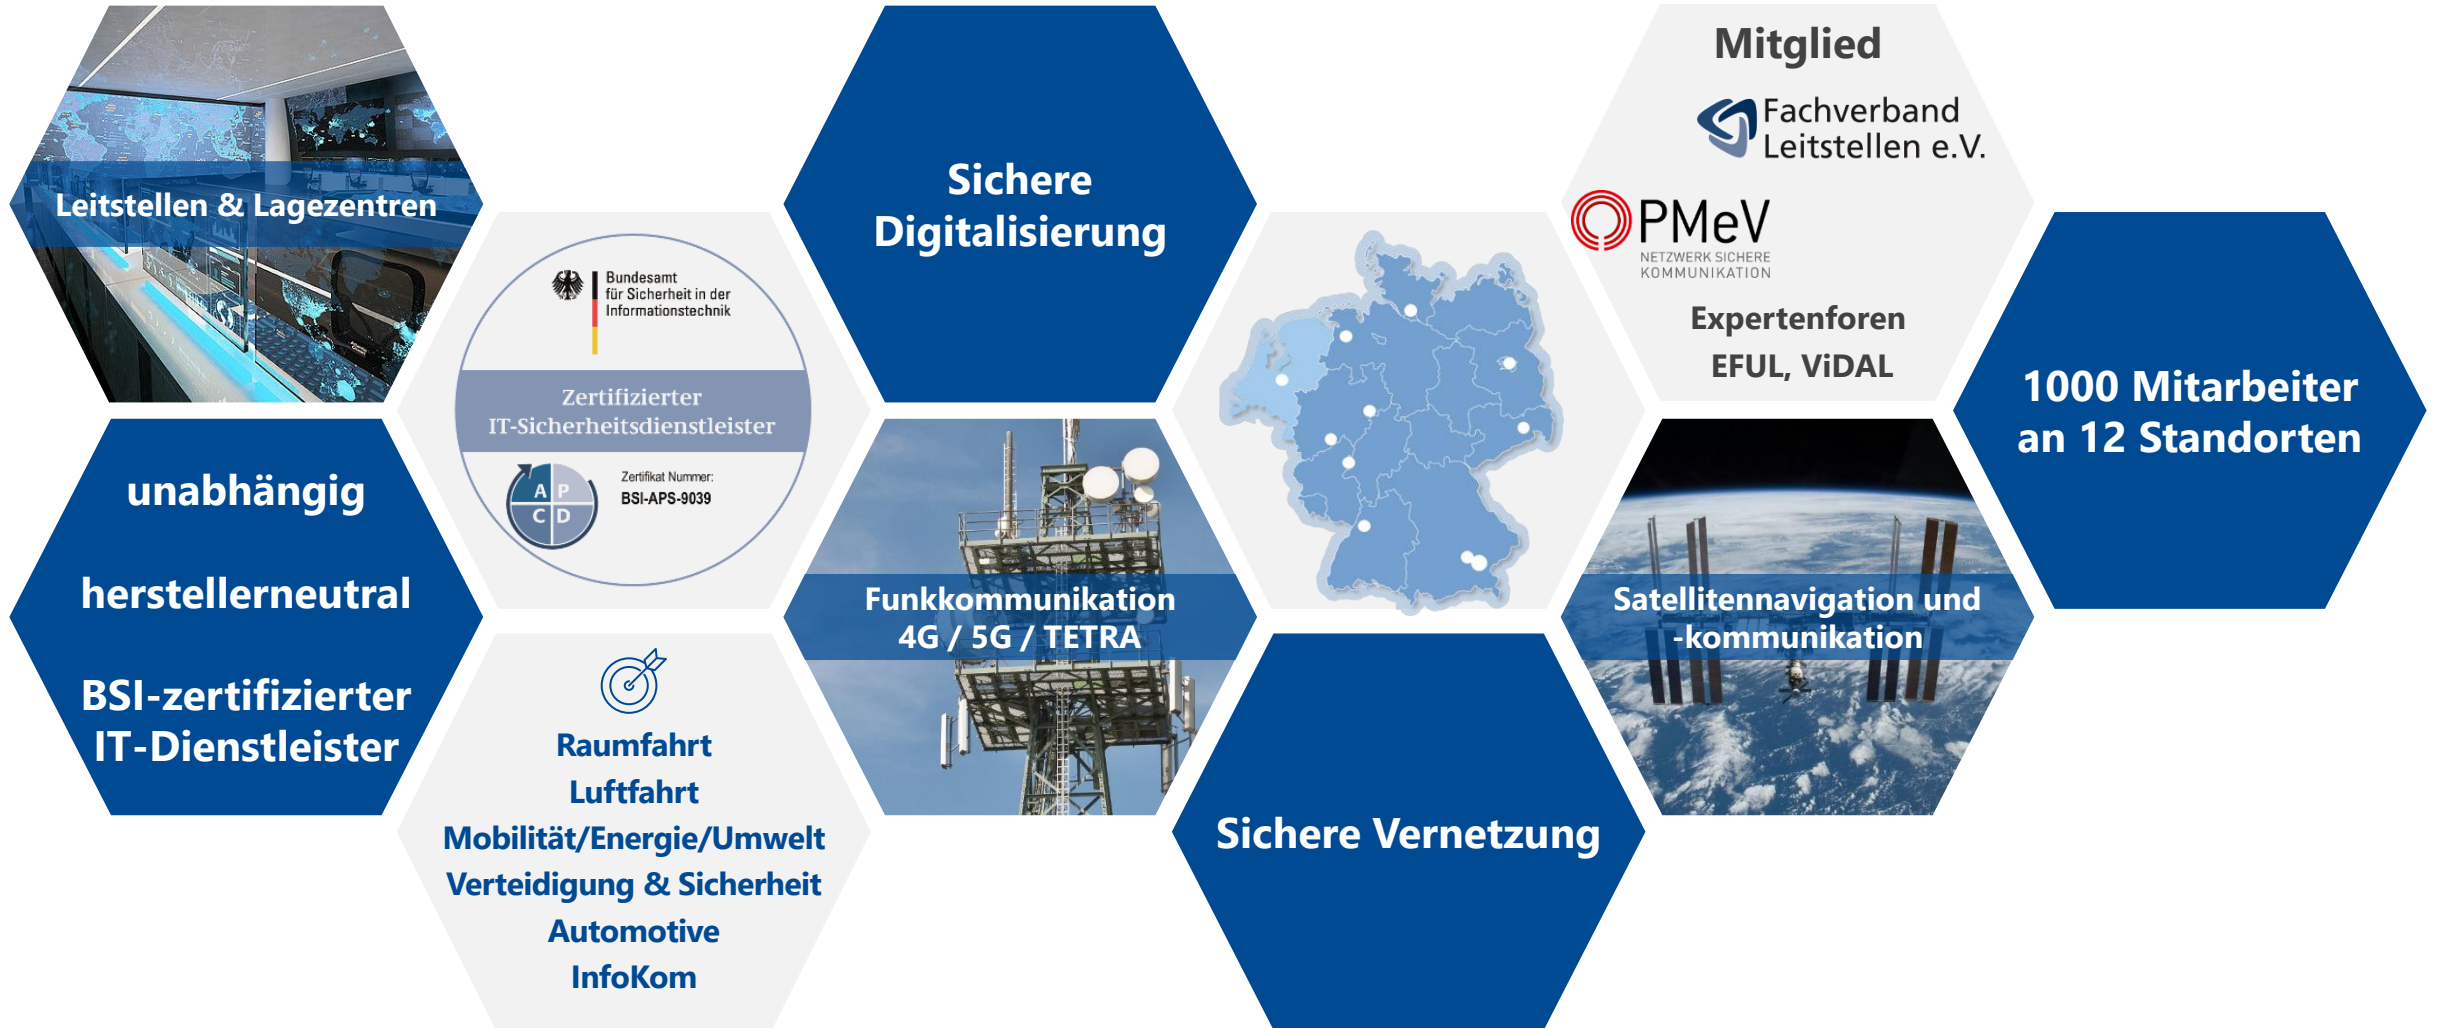 Leitstellen & Lagezentren
unabhängig
herstellerneutral
BSI-zertifizierter
IT-Dienstleister
Bundesamt
für Sicherheit in der
Informationstechnik
Zertifizierter
IT-Sicherheitsdienstleister
A P
C D
Zertifikat Nummer:
BSI-APS-9039
Raumfahrt
Luftfahrt
Mobilität/Energie/Umwelt
Verteidigung & Sicherheit
Automotive
InfoKom
Sichere
Digitalisierung
Funkkommunikation
4G / 5G / TETRA
Sichere Vernetzung
Mitglied
Fachverband
Leitstellen e.V.
PMeV
NETZWERK SICHERE
KOMMUNIKATION
Expertenforen
EFUL, ViDAL
Satellitennavigation und
-kommunikation
1000 Mitarbeiter
an 12 Standorten